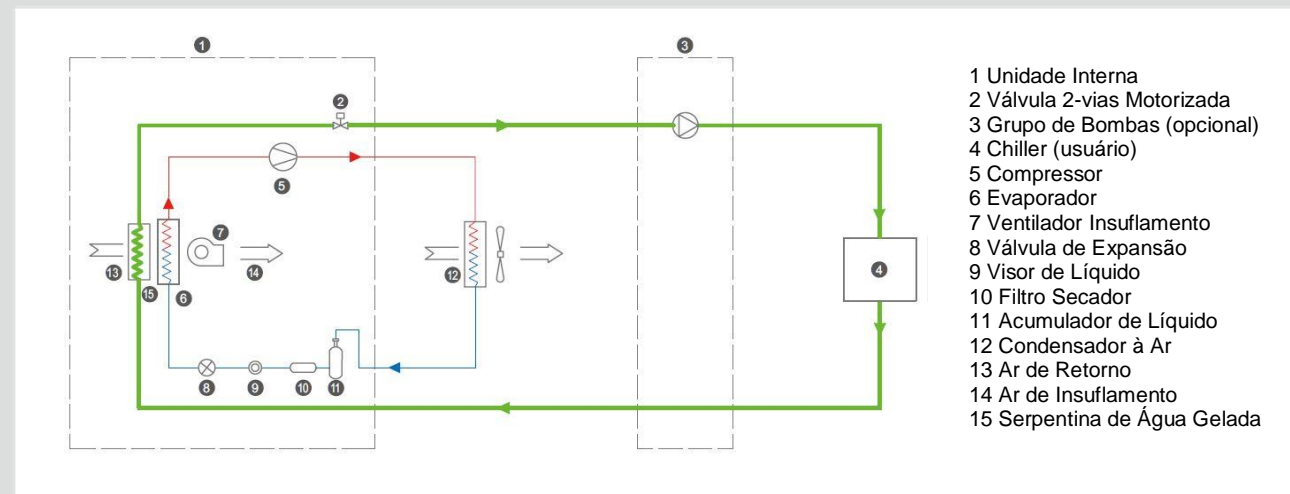 1
3
2
5
7
13
14
12
4
15
6
8
9
10
11
1 Unidade Interna
2 Válvula 2-vias Motorizada
3 Grupo de Bombas (opcional)
4 Chiller (usuário)
5 Compressor
6 Evaporador
7 Ventilador Insuflamento
8 Válvula de Expansão
9 Visor de Líquido
10 Filtro Secador
11 Acumulador de Líquido
12 Condensador à Ar
13 Ar de Retorno
14 Ar de Insuflamento
15 Serpentina de Água Gelada